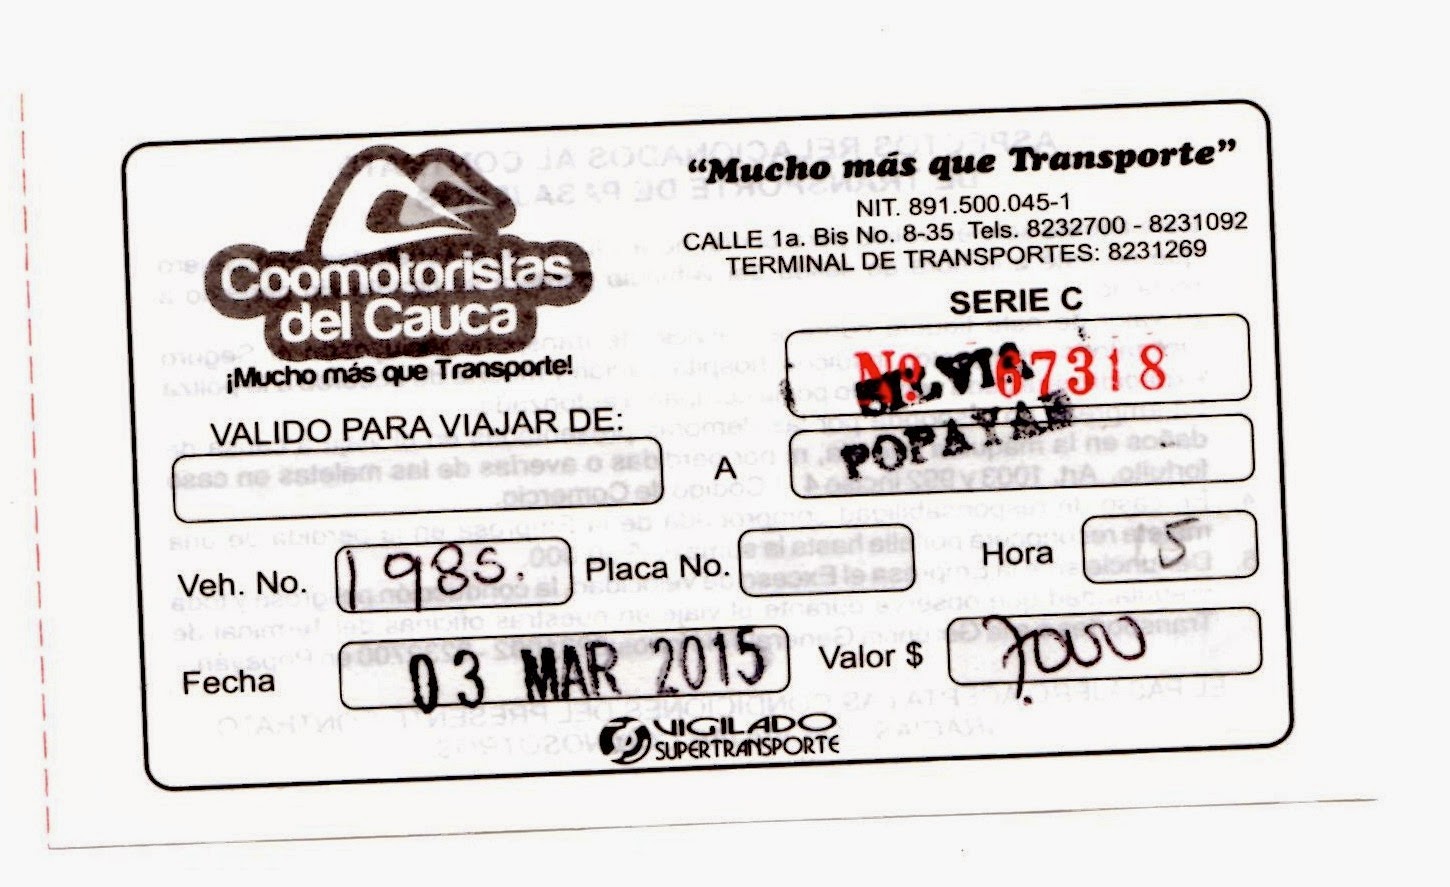 "Mucho más que Transporte"
NIT. 891.500.045-1
CALLE 1a. Bis No. 8-35 Tels. 8232700 - 8231092
TERMINAL DE TRANSPORTES: 8231269
Coomotoristas
del Cauca
¡Mucho más que Transporte!
SERIE C
No. 67318
SILVIA
POPAYAN
VALIDO PARA VIAJAR DE:
A
Veh. No. 1985. Placa No. Hora 15
Fecha 03 MAR 2015 Valor $ 7000
VIGILADO
SUPERTRANSPORTE